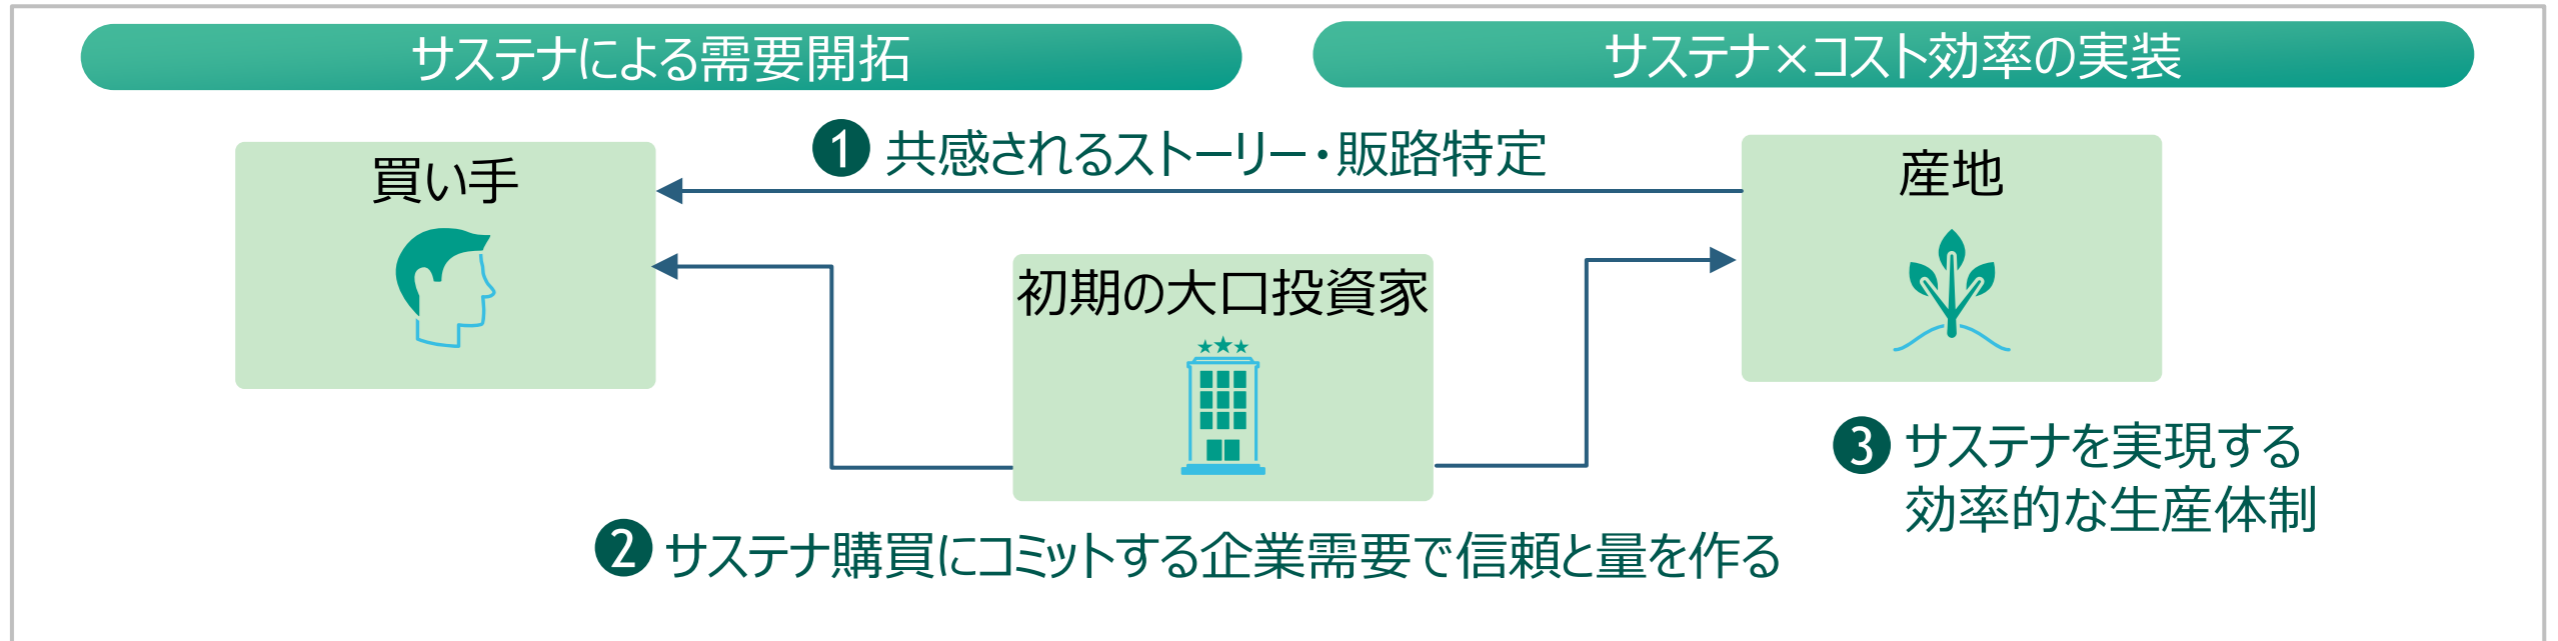 サステナによる需要開拓
サステナ×コスト効率の実装
❶ 共感されるストーリー・販路特定
買い手
産地
初期の大口投資家
❸ サステナを実現する
効率的な生産体制
❷ サステナ購買にコミットする企業需要で信頼と量を作る